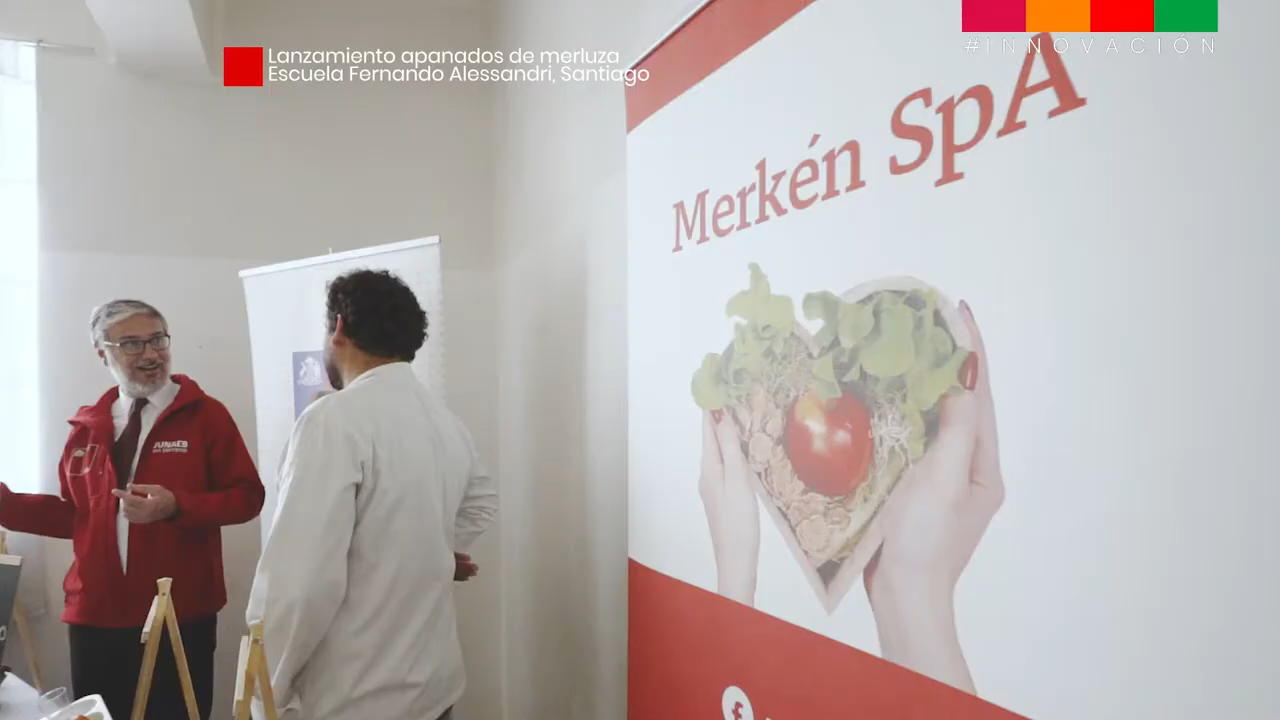 Lanzamiento apanados de merluza
Escuela Fernando Alessandri, Santiago
#INNOVACIÓN
Merkén SpA
JUNAEB